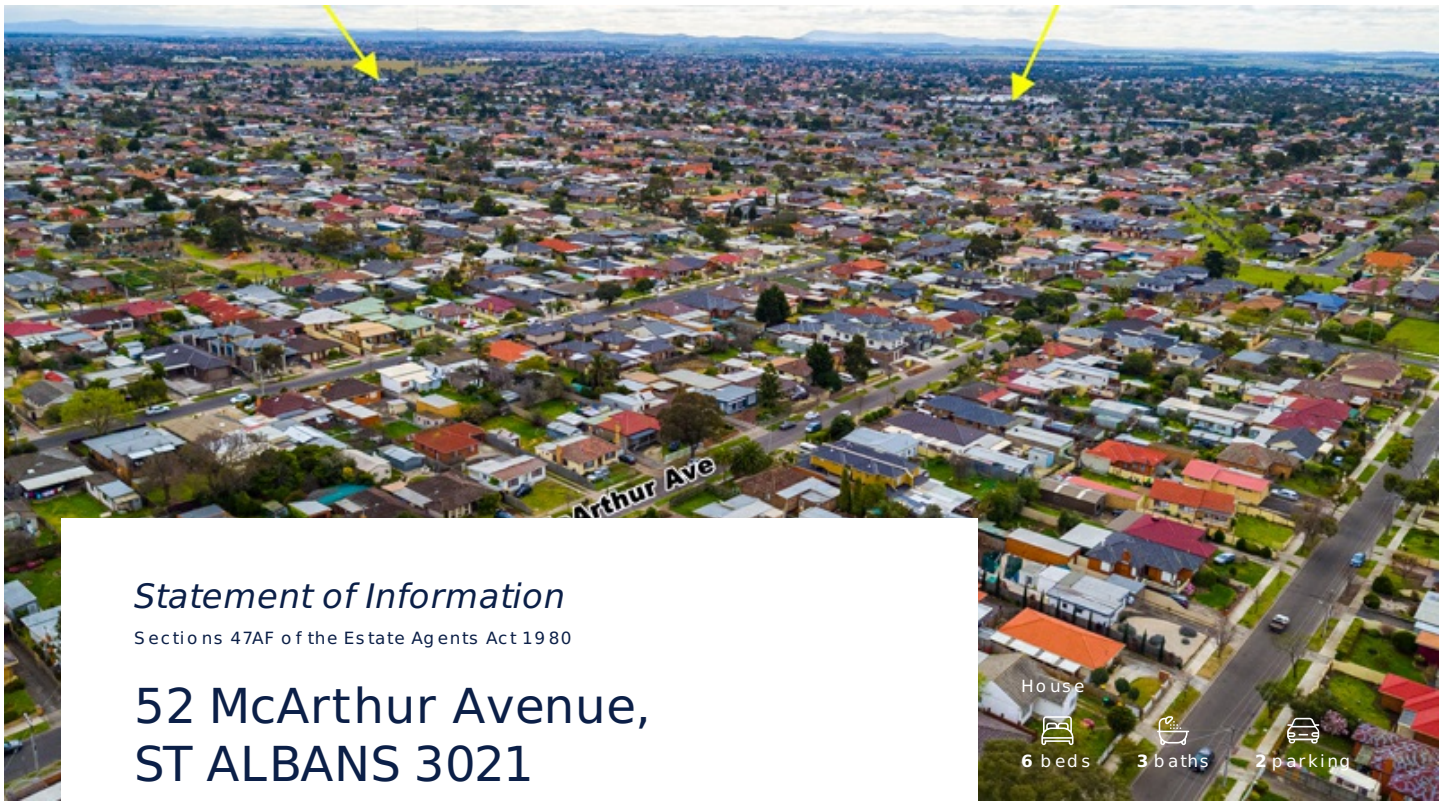 Arthur Ave
Statement of Information
Sections 47AF of the Estate Agents Act 1980
52 McArthur Avenue,
ST ALBANS 3021
House
6 beds 3 baths 2 parking